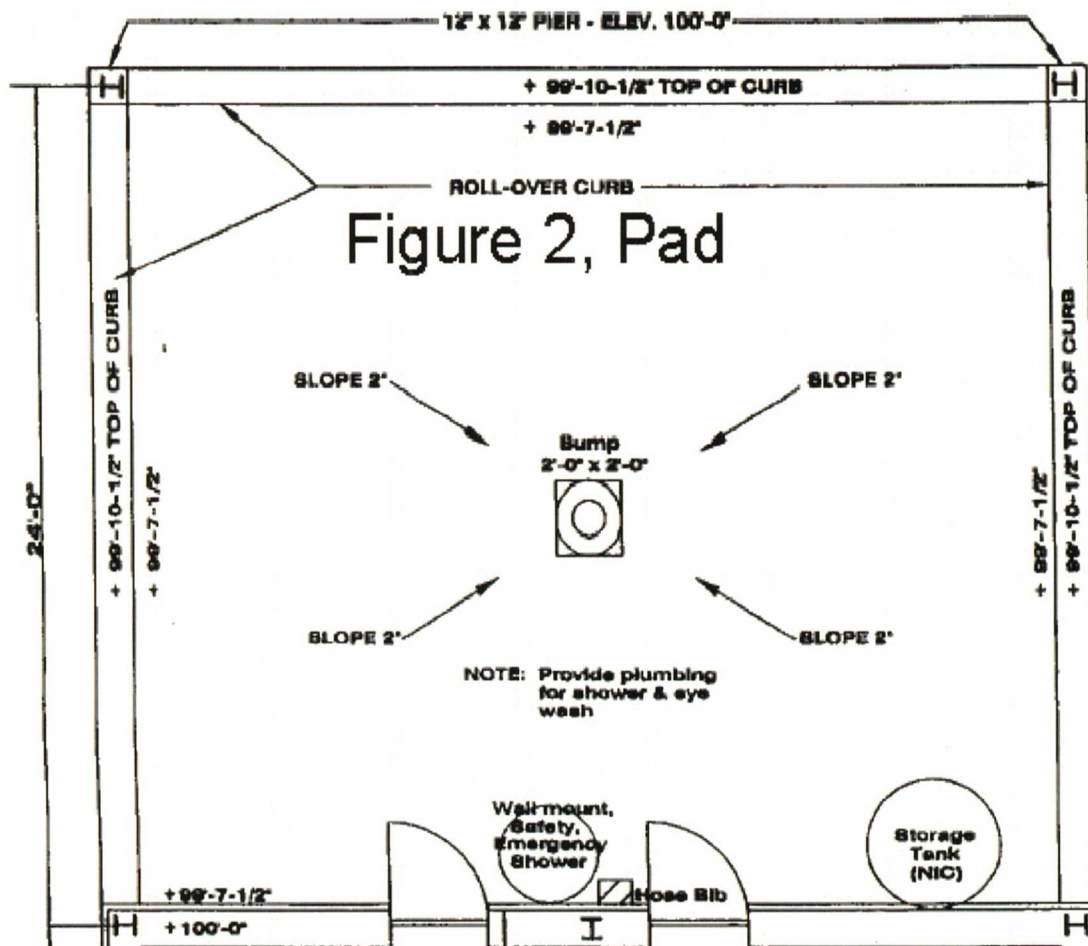 12" X 12" PIER - ELEV. 100'-0"
+ 99'-10-1/2" TOP OF CURB
+ 99'-7-1/2"
ROLL-OVER CURB
Figure 2, Pad
+ 99'-10-1/2" TOP OF CURB
+ 99'-7-1/2"
24'-0"
SLOPE 2"
SLOPE 2"
Bump
2'-0" x 2'-0"
+ 99'-7-1/2"
+ 99'-10-1/2" TOP OF CURB
SLOPE 2"
SLOPE 2"
NOTE: Provide plumbing
for shower & eye
wash
Wall mount,
Safety,
Emergency
Shower
Hose Bib
Storage
Tank
(NIC)
+ 99'-7-1/2"
+ 100'-0"